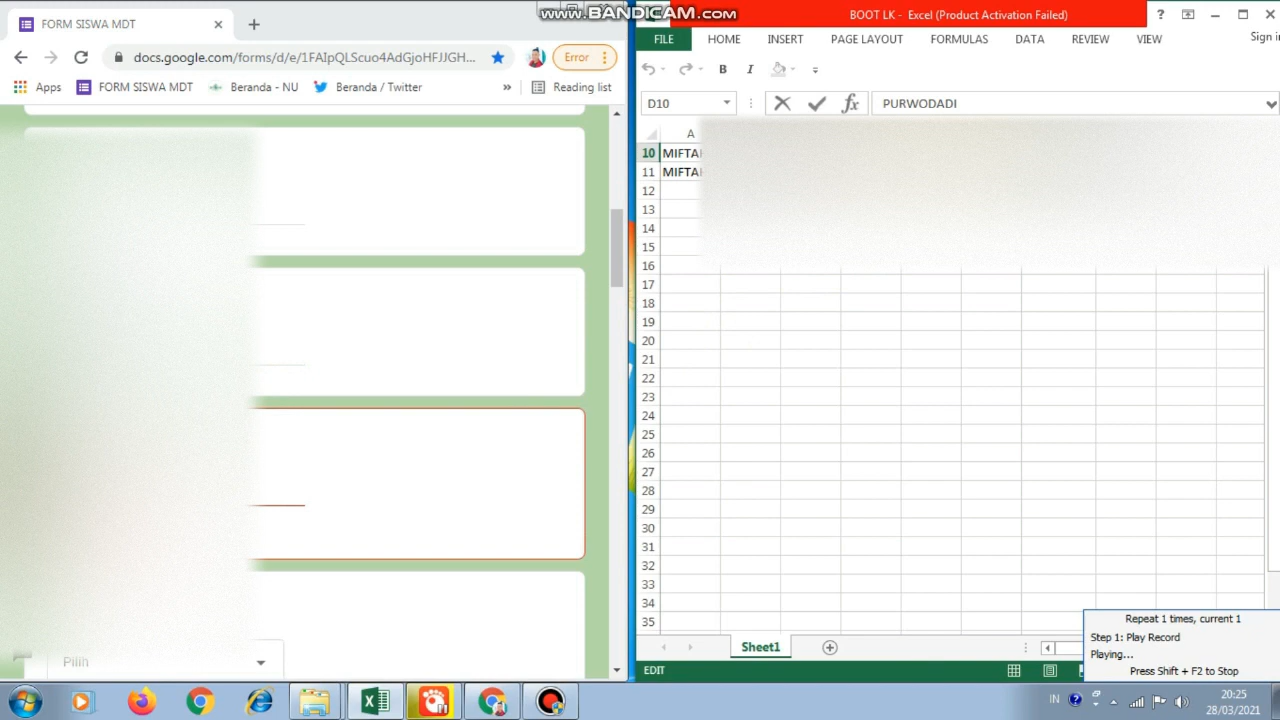 FORM SISWA MDT
docs.google.com/forms/d/e/1FAIpQLScuo4AdGjoHFJJGH...
Error
Apps
FORM SISWA MDT
Beranda - NU
Beranda / Twitter
»
Reading list
Pilih
www.BANDICAM.com
BOOT LK - Excel (Product Activation Failed)
?
FILE HOME INSERT PAGE LAYOUT FORMULAS DATA REVIEW VIEW
Sign in
B I
D10
fx
PURWODADI
A
10 MIFTAH
11 MIFTAH
12
13
14
15
16
17
18
19
20
21
22
23
24
25
26
27
28
29
30
31
32
33
34
35
Sheet1
EDIT
Repeat 1 times, current 1
Step 1: Play Record
Playing...
Press Shift + F2 to Stop
IN
20:25
28/03/2021